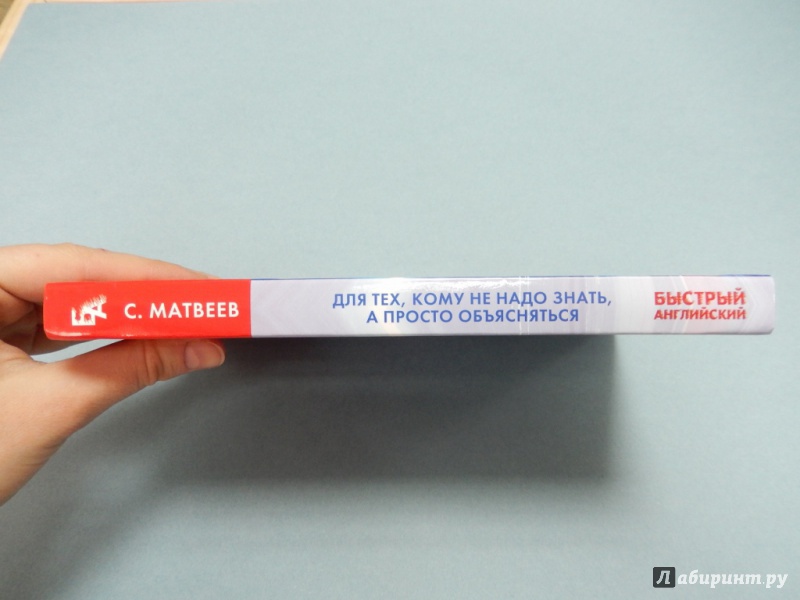 С. МАТВЕЕВ
ДЛЯ ТЕХ, КОМУ НЕ НАДО ЗНАТЬ,
А ПРОСТО ОБЪЯСНЯТЬСЯ
БЫСТРЫЙ
АНГЛИЙСКИЙ
Лабиринт.ру